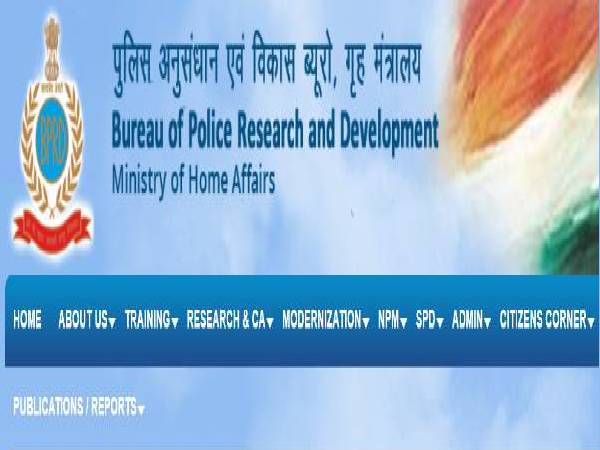 पुलिस अनुसंधान एवं विकास ब्यूरो, गृह मंत्रालय
Bureau of Police Research and Development
Ministry of Home Affairs
BPRD
HOME ABOUT US TRAINING RESEARCH & CA MODERNIZATION NPM SPD ADMIN CITIZENS CORNER
PUBLICATIONS / REPORTS